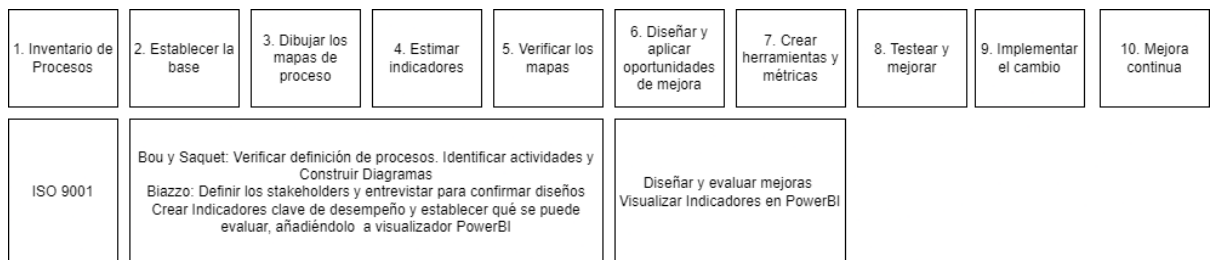 1. Inventario de
Procesos
2. Establecer la
base
3. Dibujar los
mapas de
proceso
4. Estimar
indicadores
5. Verificar los
mapas
6. Diseñar y
aplicar
oportunidades
de mejora
7. Crear
herramientas y
métricas
8. Testear y
mejorar
9. Implementar
el cambio
10. Mejora
continua
ISO 9001
Bou y Saquet: Verificar definición de procesos. Identificar actividades y
Construir Diagramas
Biazzo: Definir los stakeholders y entrevistar para confirmar diseños
Crear Indicadores clave de desempeño y establecer qué se puede
evaluar, añadiéndolo a visualizador PowerBI
Diseñar y evaluar mejoras
Visualizar Indicadores en PowerBI